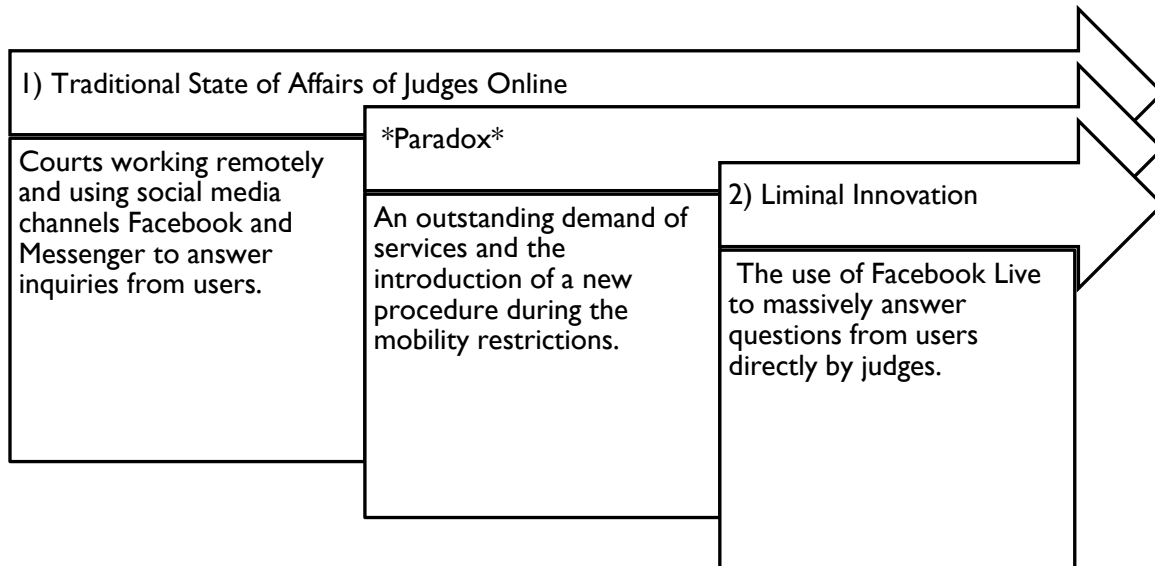 1) Traditional State of Affairs of Judges Online
Courts working remotely
and using social media
channels Facebook and
Messenger to answer
inquiries from users.
*Paradox*
An outstanding demand of
services and the
introduction of a new
procedure during the
mobility restrictions.
2) Liminal Innovation
The use of Facebook Live
to massively answer
questions from users
directly by judges.